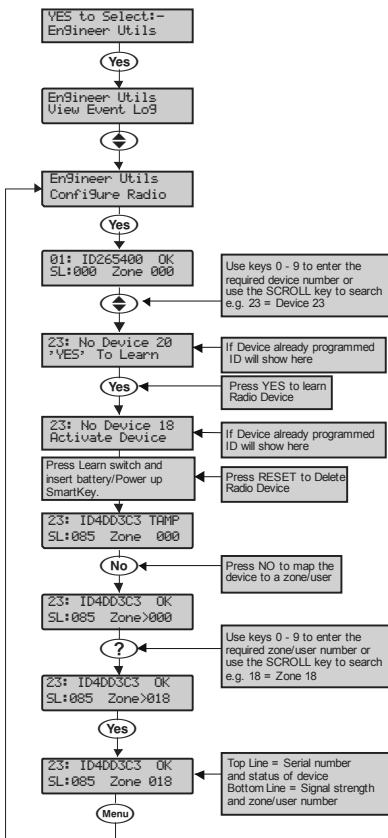 YES to Select:-
En9ineer Utils
Yes
En9ineer Utils
View Event Lo9
En9ineer Utils
Confi9ure Radio
Yes
01: ID265400 OK
SL:000 Zone 000
Use keys 0 - 9 to enter the
required device number or
use the SCROLL key to search
e.g. 23 = Device 23
23: No Device 20
'YES' To Learn
If Device already programmed
ID will show here
Yes
Press YES to learn
Radio Device
23: No Device 18
Activate Device
If Device already programmed
ID will show here
Press Learn switch and
insert battery/Power up
SmartKey.
Press RESET to Delete
Radio Device
23: ID4DD3C3 TAMP
SL:085 Zone 000
No
Press NO to map the
device to a zone/user
23: ID4DD3C3 OK
SL:085 Zone>000
?
Use keys 0 - 9 to enter the
required zone/user number or
use the SCROLL key to search
e.g. 18 = Zone 18
23: ID4DD3C3 OK
SL:085 Zone>018
Yes
23: ID4DD3C3 OK
SL:085 Zone 018
Top Line = Serial number
and status of device
Bottom Line = Signal strength
and zone/user number
Menu